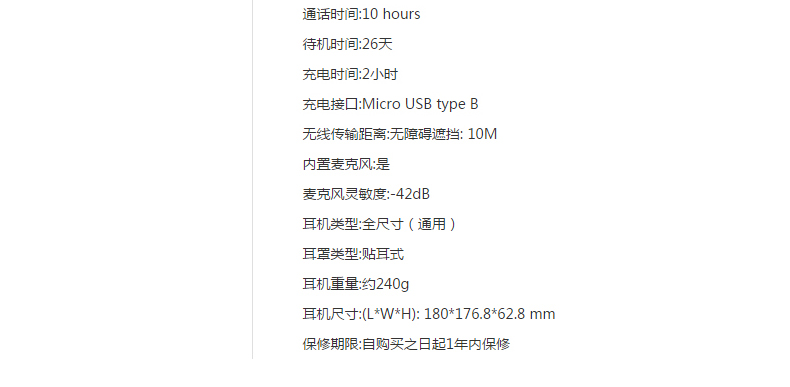 通话时间:10 hours
待机时间:26天
充电时间:2小时
充电接口:Micro USB type B
无线传输距离:无障碍遮挡: 10M
内置麦克风:是
麦克风灵敏度:-42dB
耳机类型:全尺寸（通用）
耳罩类型:贴耳式
耳机重量:约240g
耳机尺寸:(L*W*H): 180*176.8*62.8 mm
保修期限:自购买之日起1年内保修